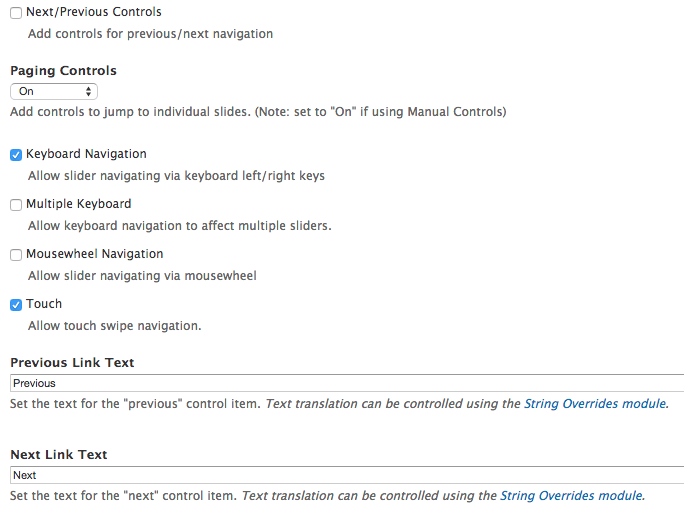 Next/Previous Controls
Add controls for previous/next navigation
Paging Controls
On
Add controls to jump to individual slides. (Note: set to "On" if using Manual Controls)
Keyboard Navigation
Allow slider navigating via keyboard left/right keys
Multiple Keyboard
Allow keyboard navigation to affect multiple sliders.
Mousewheel Navigation
Allow slider navigating via mousewheel
Touch
Allow touch swipe navigation.
Previous Link Text
Previous
Set the text for the "previous" control item. Text translation can be controlled using the String Overrides module.
Next Link Text
Next
Set the text for the "next" control item. Text translation can be controlled using the String Overrides module.